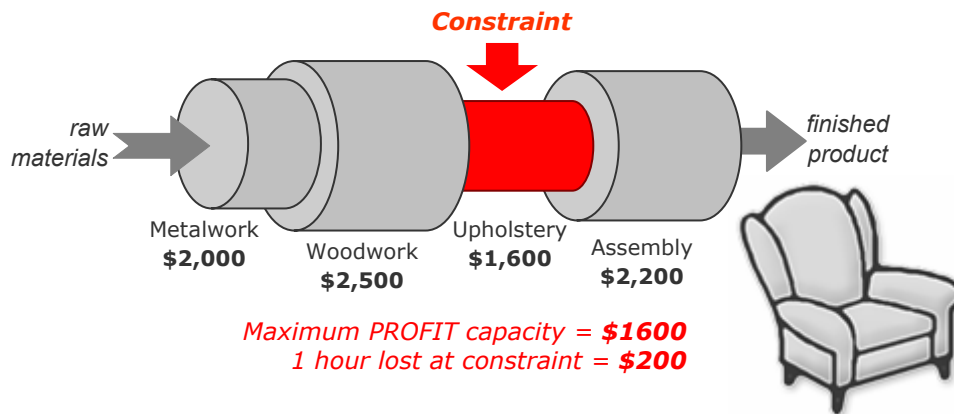 Constraint
raw
materials
finished
product
Metalwork
$2,000
Woodwork
$2,500
Upholstery
$1,600
Assembly
$2,200
Maximum PROFIT capacity = $1600
1 hour lost at constraint = $200